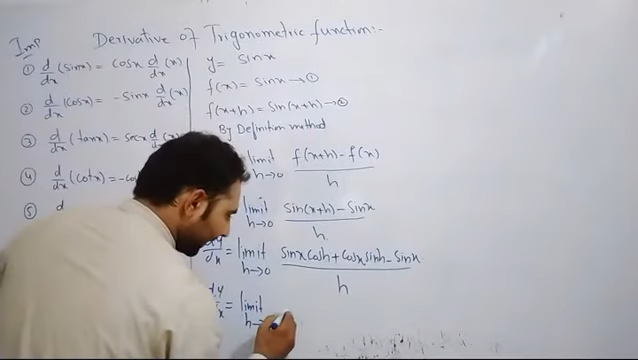 Imp
Derivative of Trigonometric function:-
① d/dx (sinx) = cosx d/dx (x)
② d/dx (cosx) = -sinx d/dx (x)
③ d/dx (tanx) = secx d/dx (x)
④ d/dx (cotx) = -co
⑤ d
y = sinx
f(x) = sinx → ①
f(x+h) = sin(x+h) → ②
By Definition method
limit h→0 f(x+h) - f(x) / h
limit h→0 sin(x+h) - sinx / h
dy/dx = limit h→0 sinx cosh + cosx sinh - sinx / h
dy/dx = limit h→